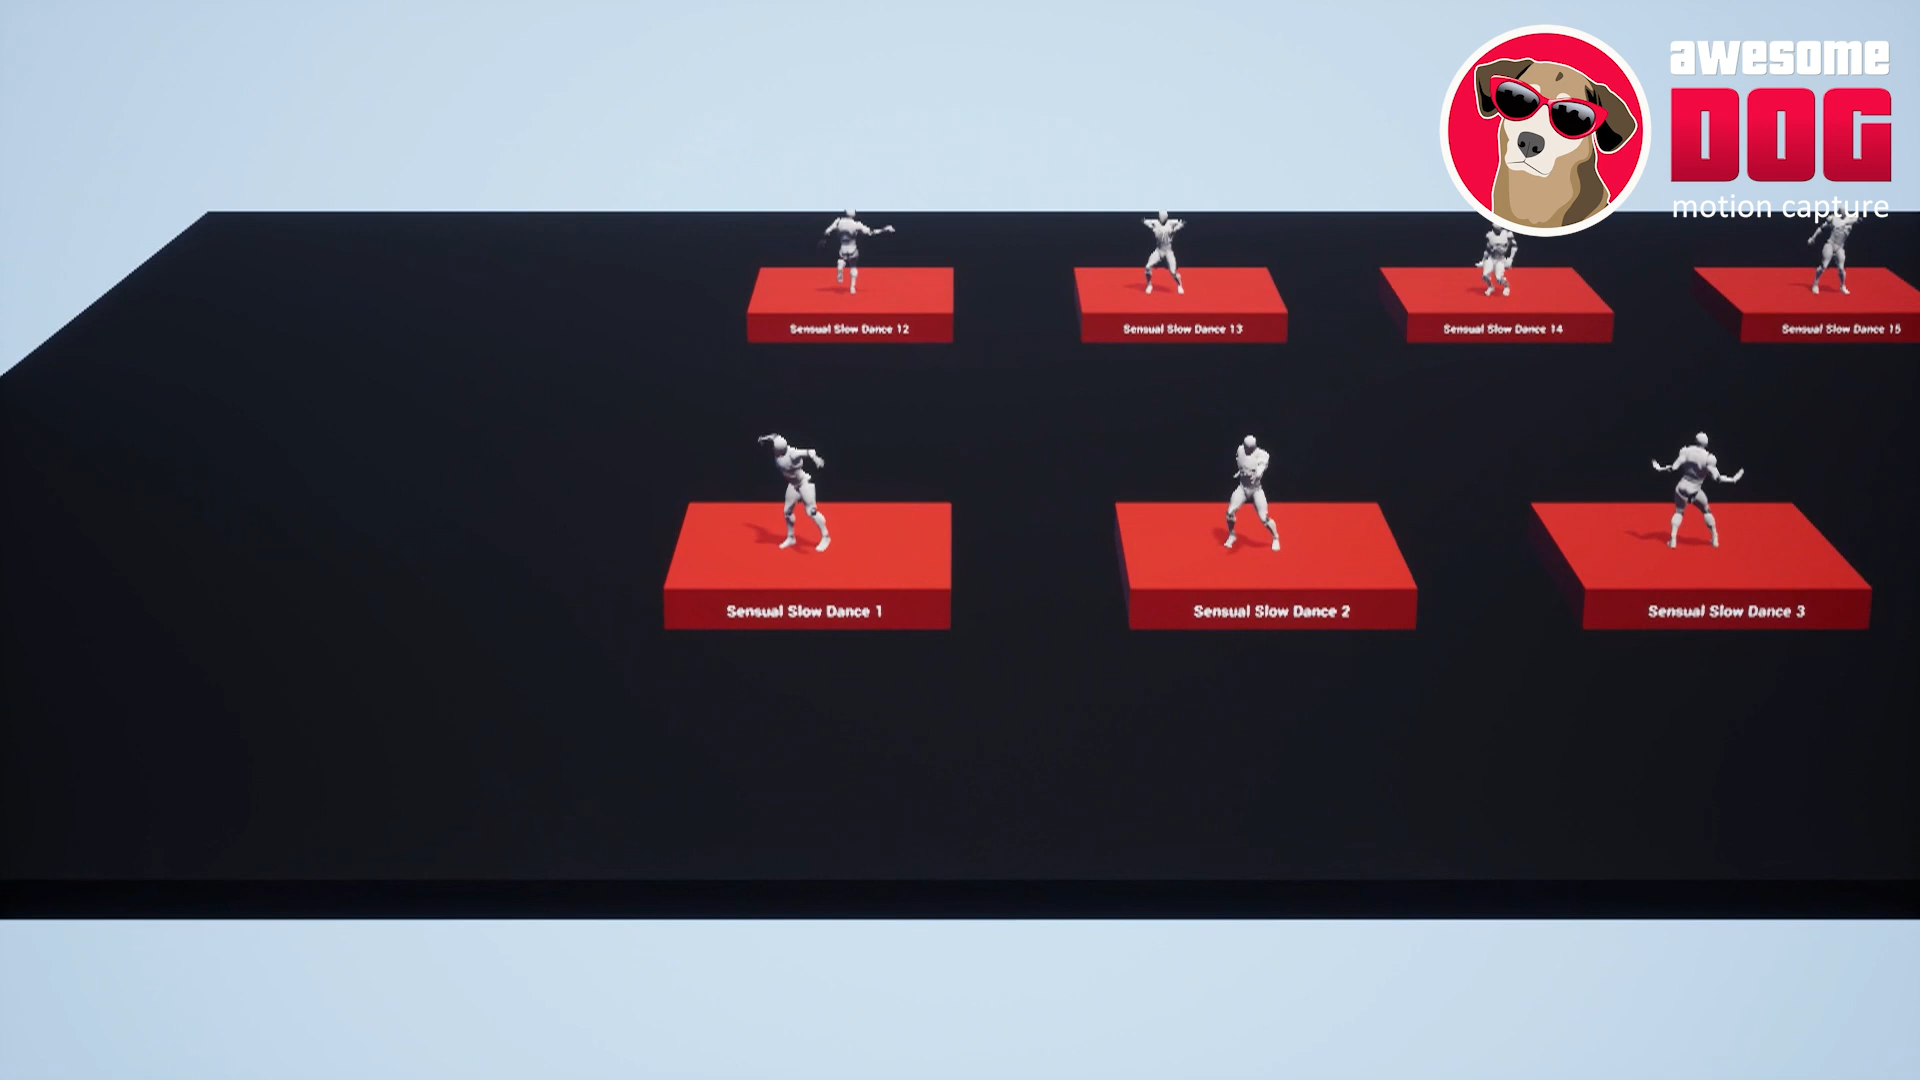 awesome
DOG
motion capture
Sensual Slow Dance 12
Sensual Slow Dance 13
Sensual Slow Dance 14
Sensual Slow Dance 15
Sensual Slow Dance 1
Sensual Slow Dance 2
Sensual Slow Dance 3